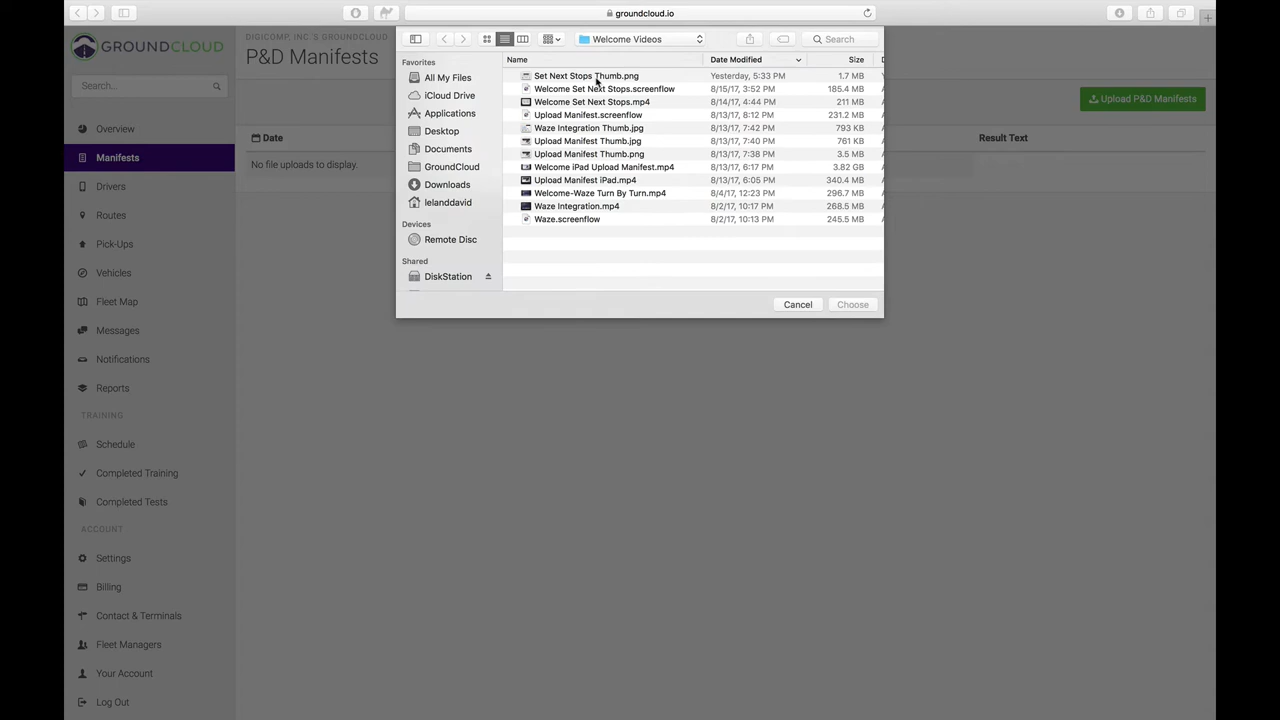 groundcloud.io
GROUNDCLOUD
DIGICOMP, INC 'S GROUNDCLOUD
P&D Manifests
Search...
Overview
Manifests
Drivers
Routes
Pick-Ups
Vehicles
Fleet Map
Messages
Notifications
Reports
TRAINING
Schedule
Completed Training
Completed Tests
ACCOUNT
Settings
Billing
Contact & Terminals
Fleet Managers
Your Account
Log Out
Date
No file uploads to display.
Welcome Videos
Search
Favorites
All My Files
iCloud Drive
Applications
Desktop
Documents
GroundCloud
Downloads
lelanddavid
Devices
Remote Disc
Shared
DiskStation
Name Date Modified Size
Set Next Stops Thumb.png Yesterday, 5:33 PM 1.7 MB
Welcome Set Next Stops.screenflow 8/15/17, 3:52 PM 185.4 MB
Welcome Set Next Stops.mp4 8/14/17, 4:44 PM 211 MB
Upload Manifest.screenflow 8/13/17, 8:12 PM 231.2 MB
Waze Integration Thumb.jpg 8/13/17, 7:42 PM 793 KB
Upload Manifest Thumb.jpg 8/13/17, 7:40 PM 761 KB
Upload Manifest Thumb.png 8/13/17, 7:38 PM 3.5 MB
Welcome iPad Upload Manifest.mp4 8/13/17, 6:17 PM 3.82 GB
Upload Manifest iPad.mp4 8/13/17, 6:05 PM 340.4 MB
Welcome-Waze Turn By Turn.mp4 8/4/17, 12:23 PM 296.7 MB
Waze Integration.mp4 8/2/17, 10:17 PM 268.5 MB
Waze.screenflow 8/2/17, 10:13 PM 245.5 MB
Cancel
Choose
Upload P&D Manifests
Result Text